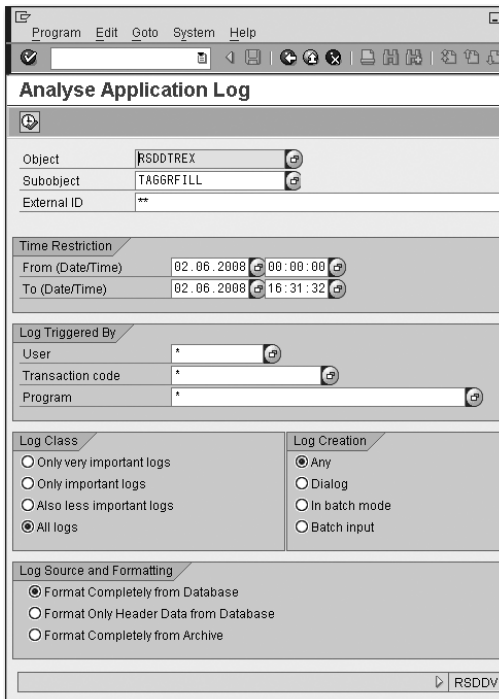 Program Edit Goto System Help
Analyse Application Log
Object RSDDTREX
Subobject TAGGRFILL
External ID **
Time Restriction
From (Date/Time) 02.06.2008 00:00:00
To (Date/Time) 02.06.2008 16:31:32
Log Triggered By
User *
Transaction code *
Program *
Log Class
Only very important logs
Only important logs
Also less important logs
All logs
Log Creation
Any
Dialog
In batch mode
Batch input
Log Source and Formatting
Format Completely from Database
Format Only Header Data from Database
Format Completely from Archive
RSDDV